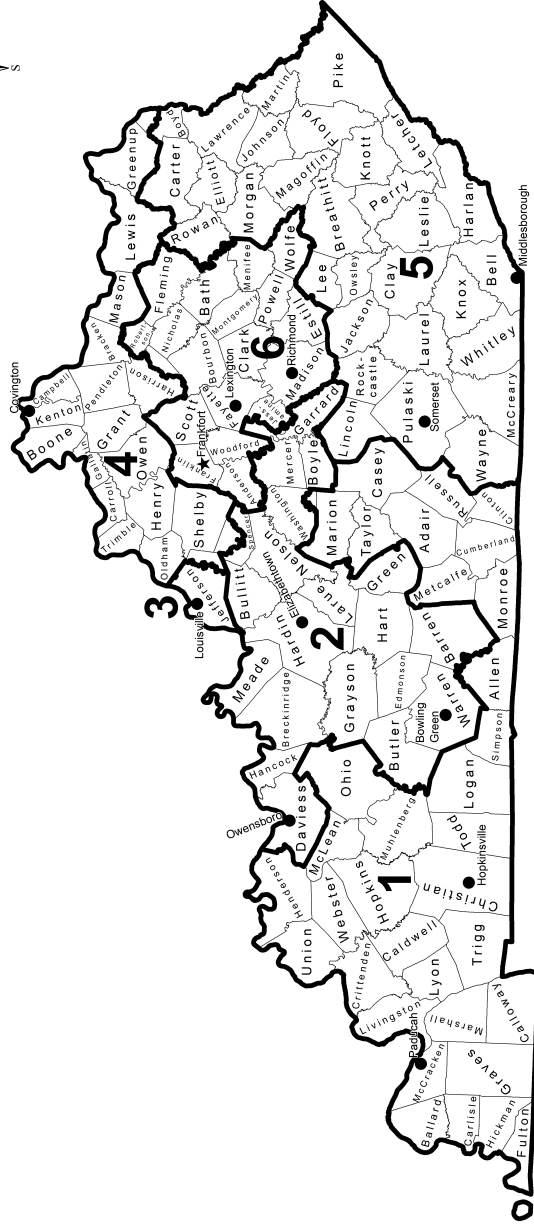 S
Covington
Boone
Kenton
Campbell
Grant
Pendleton
Bracken
Mason
Lewis
Greenup
Boyd
Carter
Gallatin
Carroll
Trimble
Owen
4
Harrison
Robert-
son
Fleming
Rowan
Elliott
Lawrence
Martin
Pike
Henry
Oldham
Shelby
Scott
Nicholas
Bath
Morgan
Johnson
Floyd
Magoffin
3
Louisville
Jefferson
Spencer
Franklin
Frankfort
Woodford
Anderson
Fayette
Lexington
Bourbon
Montgomery
Menifee
Clark
Powell
Wolfe
6
Richmond
Madison
Estill
Lee
Breathitt
Knott
Letcher
Perry
Owsley
Jackson
Clay
Leslie
Harlan
5
Bullitt
Nelson
Washington
Mercer
Boyle
Garrard
Lincoln
Rock-
castle
Laurel
Knox
Bell
Middlesborough
Whitley
McCreary
Pulaski
Somerset
Wayne
Casey
Marion
Taylor
Adair
Russell
Clinton
Cumberland
Meade
Hardin
Elizabethtown
Larue
2
Green
Hart
Metcalfe
Monroe
Barren
Breckinridge
Grayson
Edmonson
Butler
Bowling
Green
Warren
Allen
Simpson
Hancock
Owensboro
Daviess
Ohio
McLean
Muhlenberg
Logan
Todd
Henderson
Union
Webster
Hopkins
1
Hopkinsville
Christian
Crittenden
Caldwell
Lyon
Trigg
Livingston
Paducah
McCracken
Marshall
Calloway
Graves
Ballard
Carlisle
Hickman
Fulton